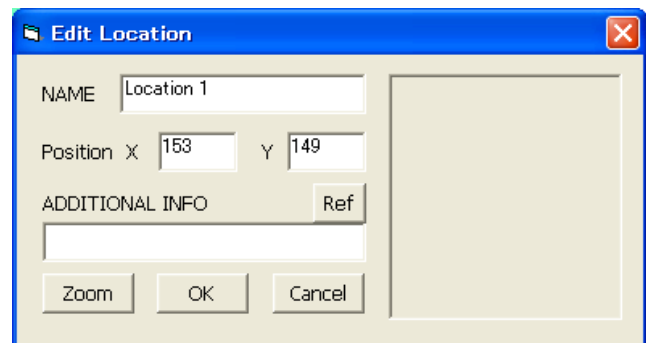 Edit Location
NAME Location 1
Position X 153 Y 149
ADDITIONAL INFO Ref
Zoom OK Cancel